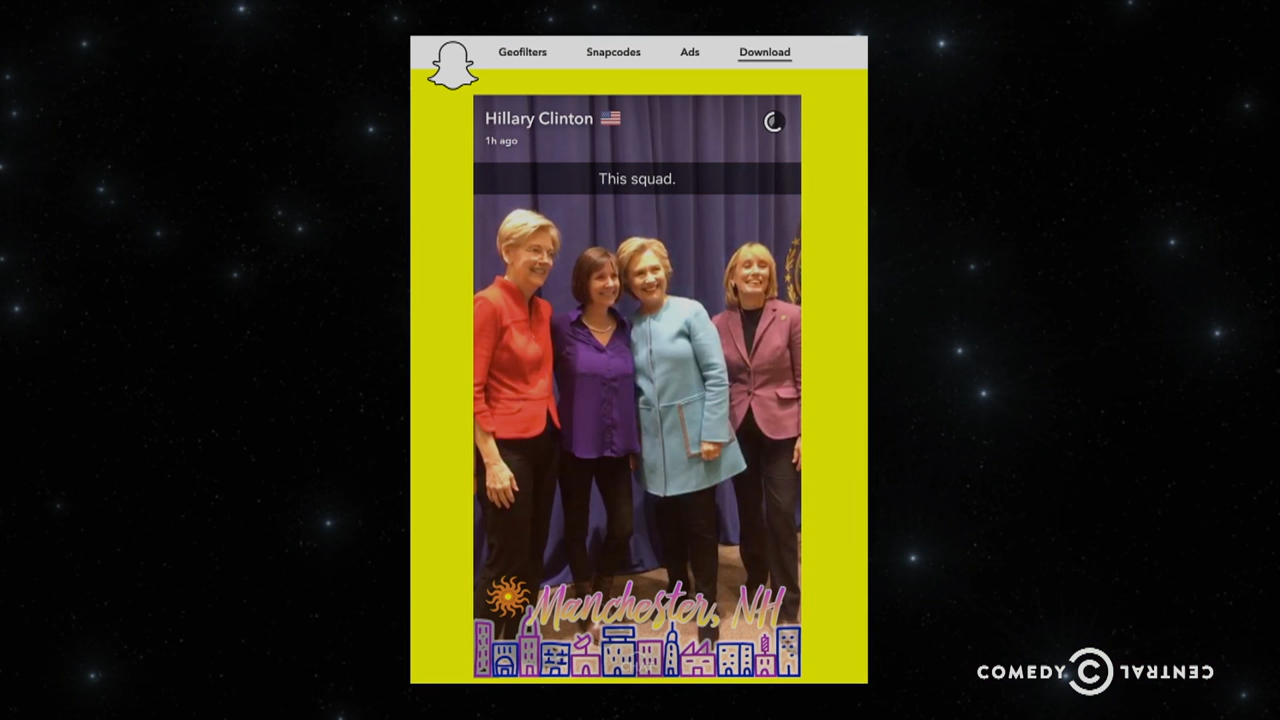 Geofilters Snapcodes Ads Download
Hillary Clinton
1h ago
This squad.
Manchester, NH
COMEDY CENTRAL